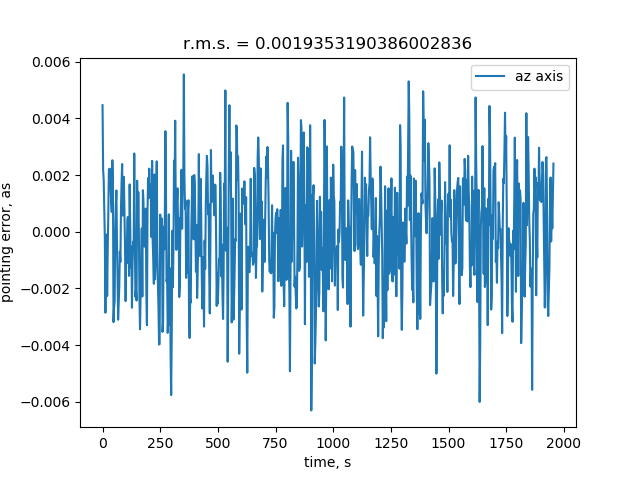 r.m.s. = 0.0019353190386002836
az axis
0.006
0.004
0.002
0.000
−0.002
−0.004
−0.006
pointing error, as
0 250 500 750 1000 1250 1500 1750 2000
time, s